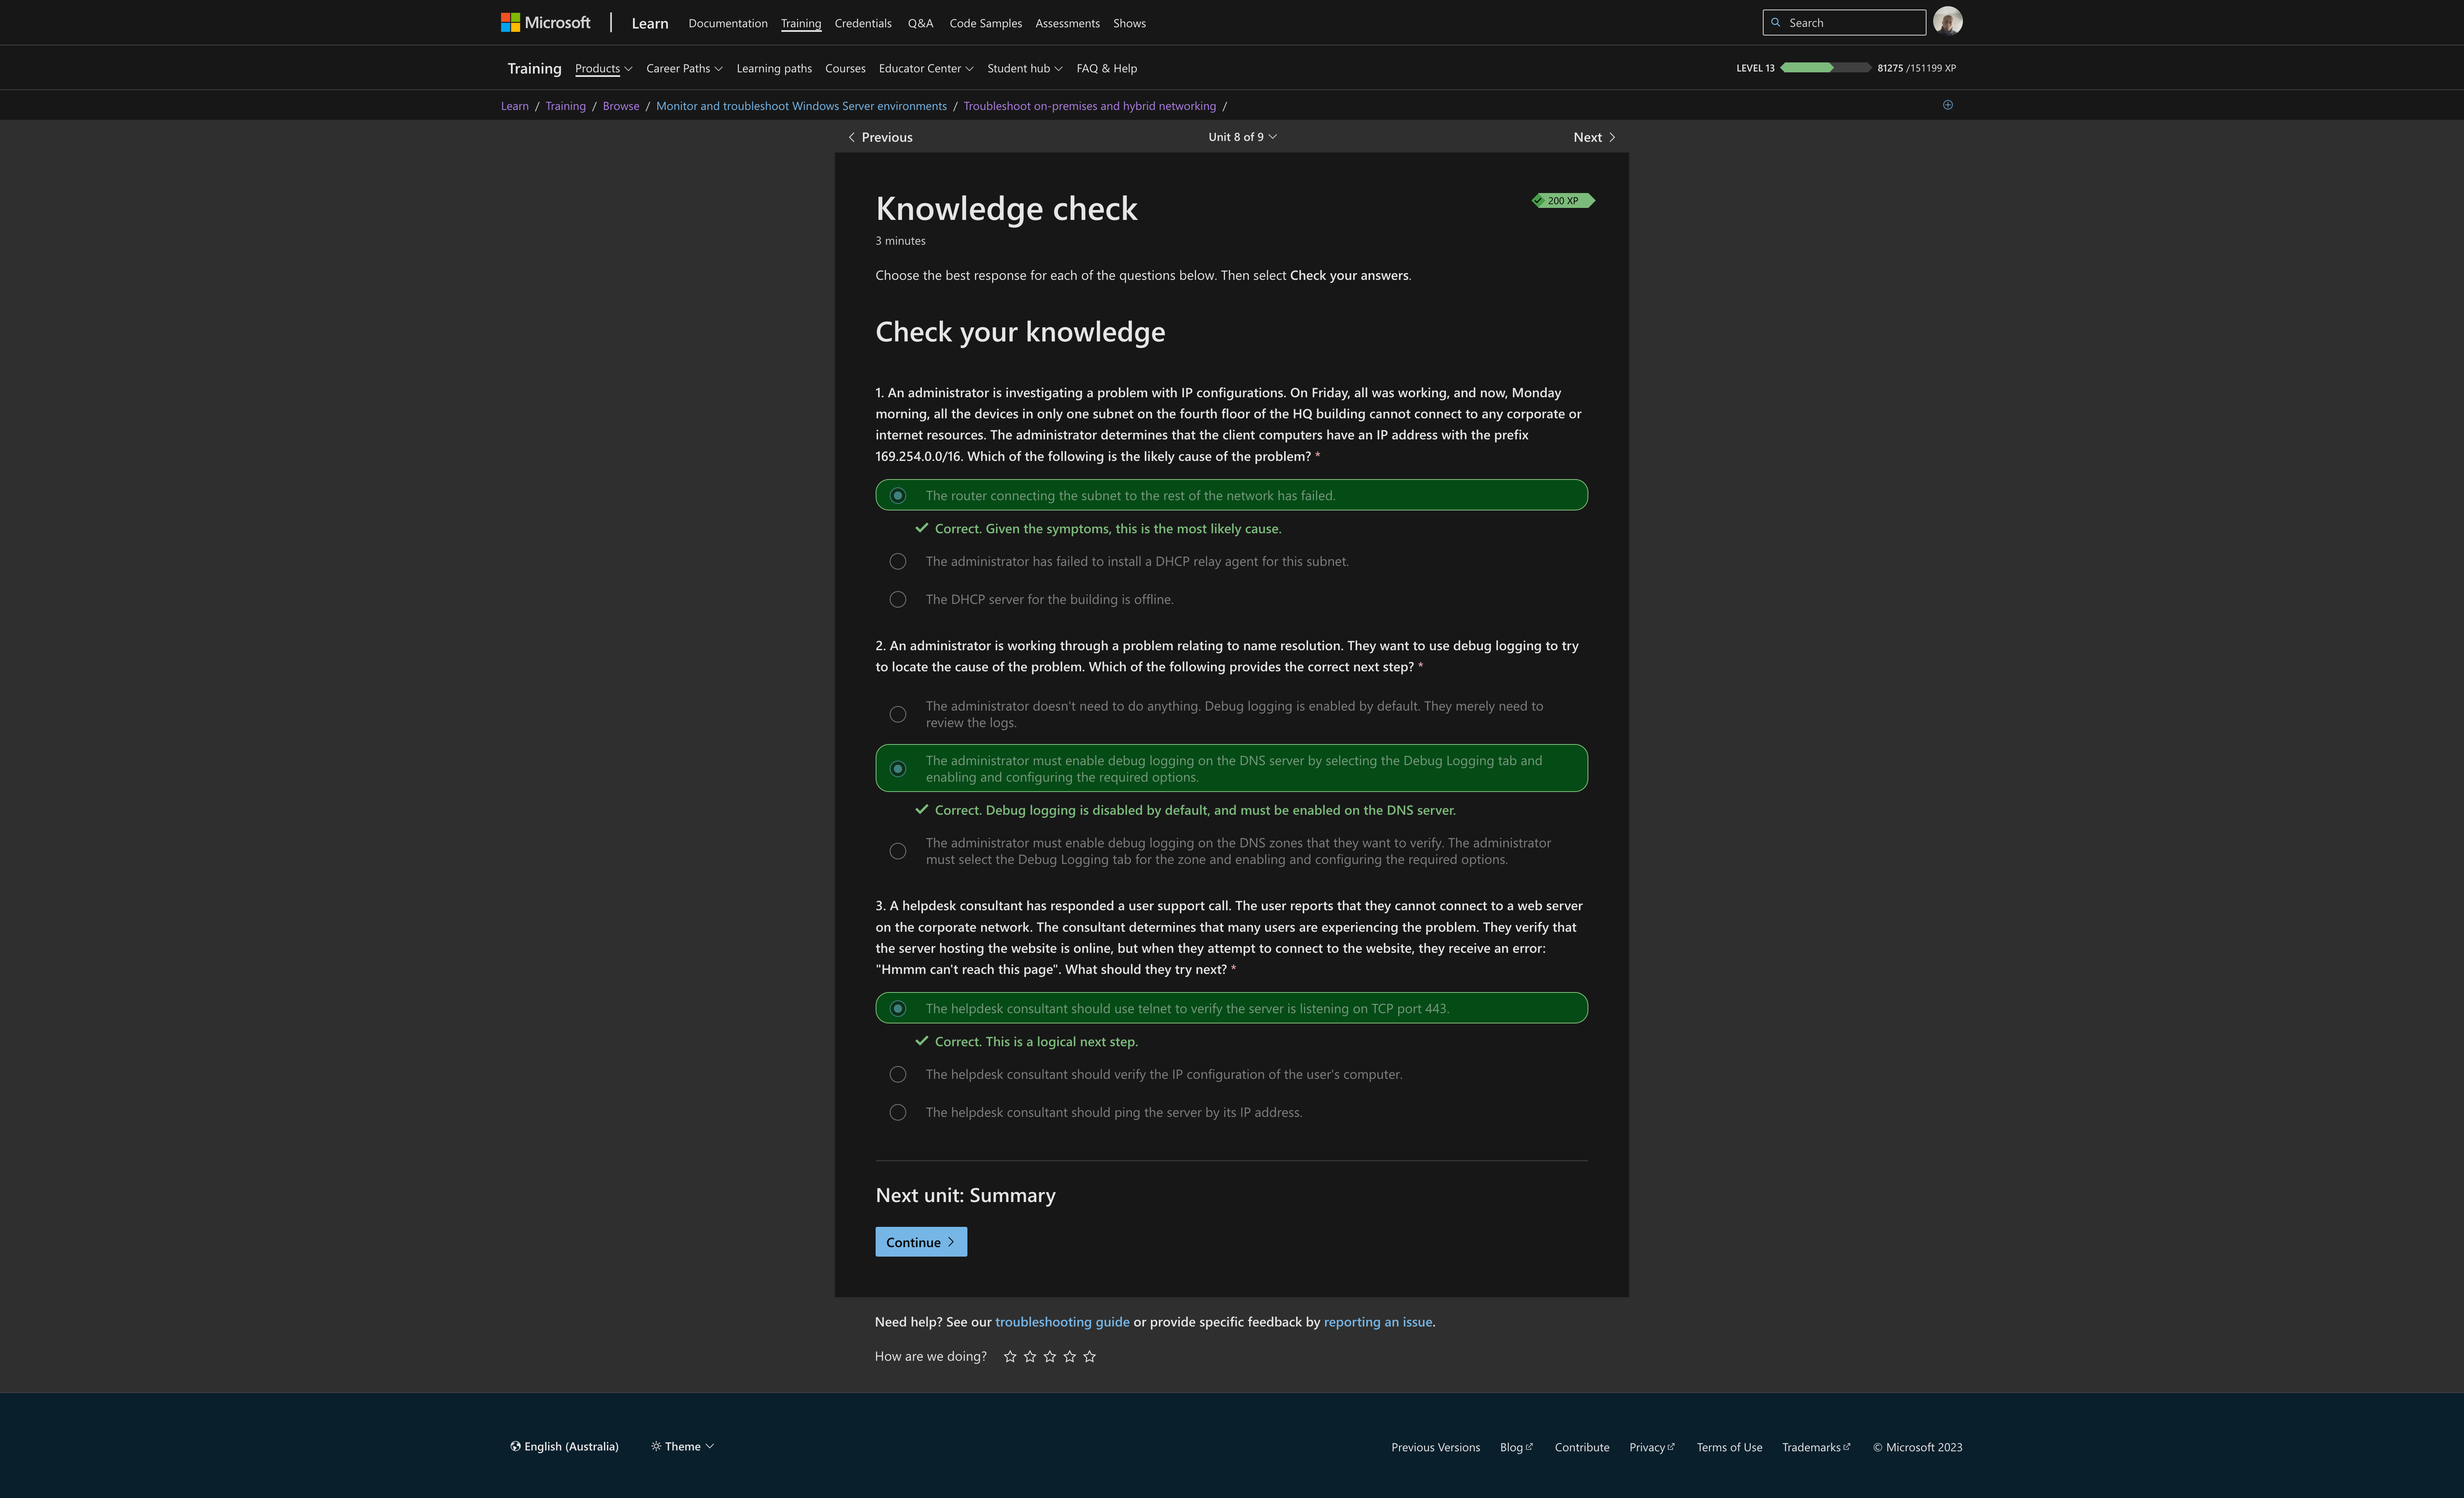 Microsoft
Learn
Documentation
Training
Credentials
Q&A
Code Samples
Assessments
Shows
Search
Training
Products
Career Paths
Learning paths
Courses
Educator Center
Student hub
FAQ & Help
LEVEL 13
81275 /151199 XP
Learn / Training / Browse / Monitor and troubleshoot Windows Server environments / Troubleshoot on-premises and hybrid networking /
Previous
Unit 8 of 9
Next
Knowledge check
200 XP
3 minutes
Choose the best response for each of the questions below. Then select Check your answers.
Check your knowledge
1. An administrator is investigating a problem with IP configurations. On Friday, all was working, and now, Monday
morning, all the devices in only one subnet on the fourth floor of the HQ building cannot connect to any corporate or
internet resources. The administrator determines that the client computers have an IP address with the prefix
169.254.0.0/16. Which of the following is the likely cause of the problem? *
The router connecting the subnet to the rest of the network has failed.
Correct. Given the symptoms, this is the most likely cause.
The administrator has failed to install a DHCP relay agent for this subnet.
The DHCP server for the building is offline.
2. An administrator is working through a problem relating to name resolution. They want to use debug logging to try
to locate the cause of the problem. Which of the following provides the correct next step? *
The administrator doesn't need to do anything. Debug logging is enabled by default. They merely need to
review the logs.
The administrator must enable debug logging on the DNS server by selecting the Debug Logging tab and
enabling and configuring the required options.
Correct. Debug logging is disabled by default, and must be enabled on the DNS server.
The administrator must enable debug logging on the DNS zones that they want to verify. The administrator
must select the Debug Logging tab for the zone and enabling and configuring the required options.
3. A helpdesk consultant has responded a user support call. The user reports that they cannot connect to a web server
on the corporate network. The consultant determines that many users are experiencing the problem. They verify that
the server hosting the website is online, but when they attempt to connect to the website, they receive an error:
"Hmmm can't reach this page". What should they try next? *
The helpdesk consultant should use telnet to verify the server is listening on TCP port 443.
Correct. This is a logical next step.
The helpdesk consultant should verify the IP configuration of the user's computer.
The helpdesk consultant should ping the server by its IP address.
Next unit: Summary
Continue
Need help? See our troubleshooting guide or provide specific feedback by reporting an issue.
How are we doing?
English (Australia)
Theme
Previous Versions
Blog
Contribute
Privacy
Terms of Use
Trademarks
© Microsoft 2023